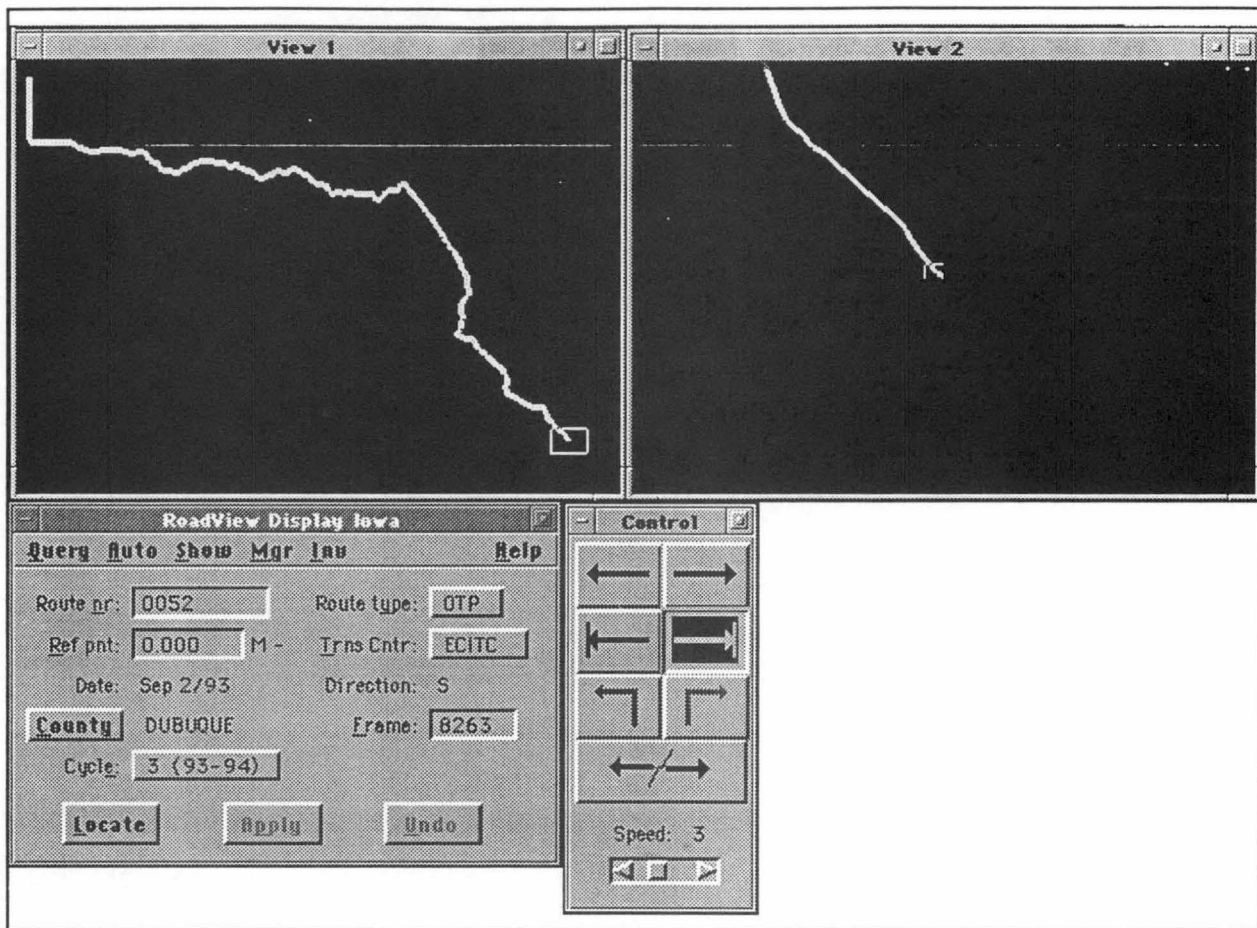 View 1
View 2
RoadView Display Iowa
Query Auto Show Mgr Inv Help
Route nr: 0052 Route type: OTP
Ref pnt: 0.000 M - Trns Cntr: ECITC
Date: Sep 2/93 Direction: S
County DUBUQUE Frame: 8263
Cycle: 3 (93-94)
Locate Apply Undo
Control
Speed: 3